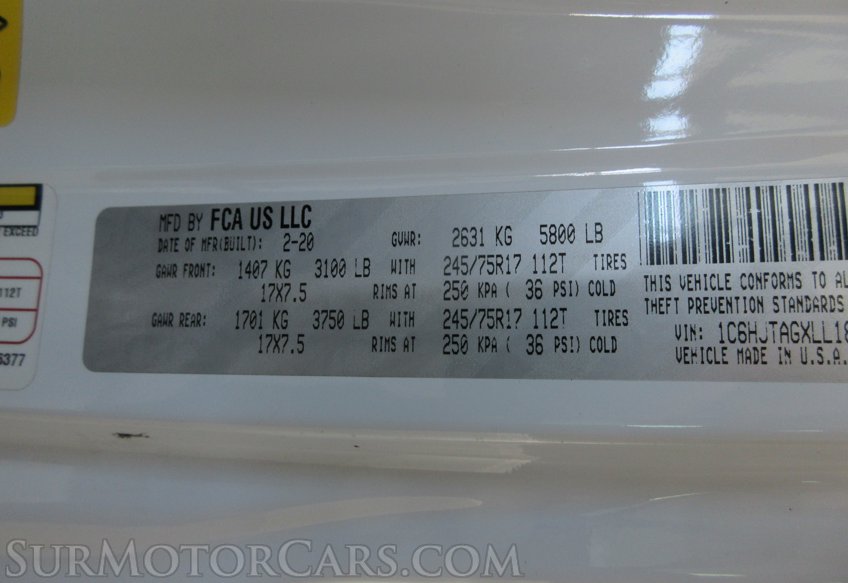 EXCEED
112T
PSI
6377
MFD BY FCA US LLC
DATE OF MFR(BUILT): 2-20 GVWR: 2631 KG 5800 LB
GAWR FRONT: 1407 KG 3100 LB WITH 245/75R17 112T TIRES
17X7.5 RIMS AT 250 KPA ( 36 PSI) COLD
GAWR REAR: 1701 KG 3750 LB WITH 245/75R17 112T TIRES
17X7.5 RIMS AT 250 KPA ( 36 PSI) COLD
THIS VEHICLE CONFORMS TO AL
THEFT PREVENTION STANDARDS
VIN: 1C6HJTAGXLL18
VEHICLE MADE IN U.S.A.
SURMOTORCARS.COM